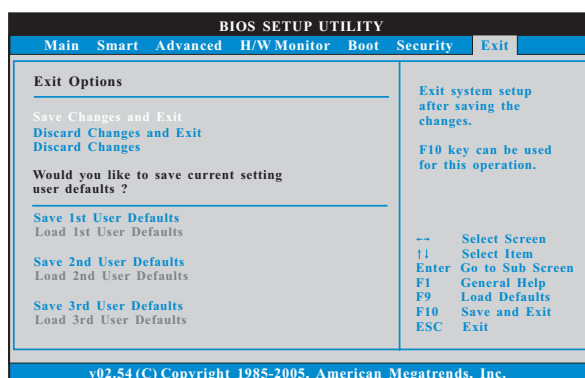 BIOS SETUP UTILITY
Main Smart Advanced H/W Monitor Boot Security Exit
Exit Options
Save Changes and Exit
Discard Changes and Exit
Discard Changes
Would you like to save current setting
user defaults ?
Save 1st User Defaults
Load 1st User Defaults
Save 2nd User Defaults
Load 2nd User Defaults
Save 3rd User Defaults
Load 3rd User Defaults
Exit system setup
after saving the
changes.
F10 key can be used
for this operation.
←→ Select Screen
↑↓ Select Item
Enter Go to Sub Screen
F1 General Help
F9 Load Defaults
F10 Save and Exit
ESC Exit
v02.54 (C) Copyright 1985-2005, American Megatrends, Inc.